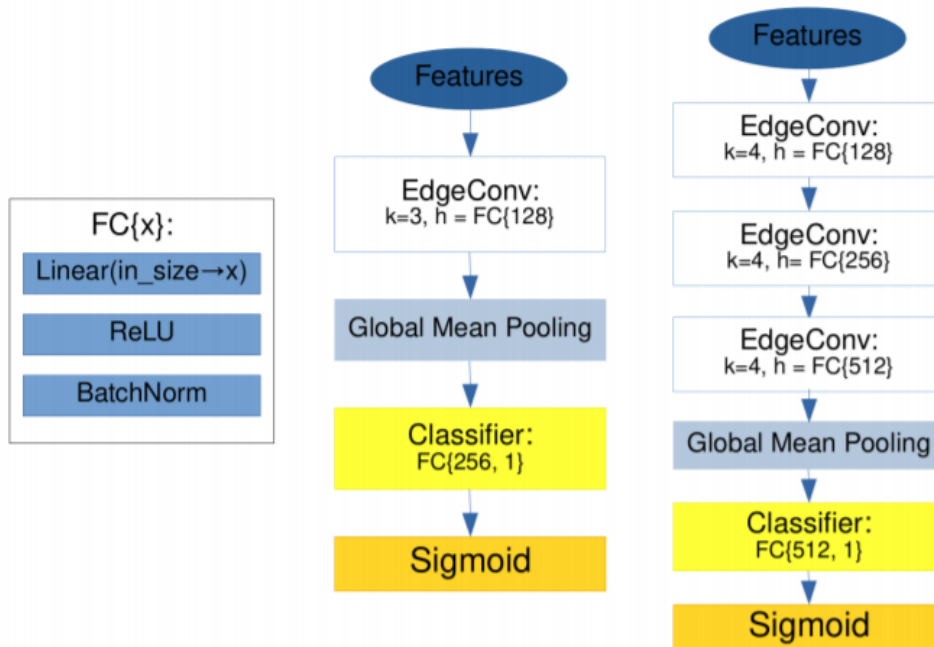 FC{x}:
Linear(in_size→x)
ReLU
BatchNorm
Features
EdgeConv:
k=3, h = FC{128}
Global Mean Pooling
Classifier:
FC{256, 1}
Sigmoid
Features
EdgeConv:
k=4, h = FC{128}
EdgeConv:
k=4, h= FC{256}
EdgeConv:
k=4, h = FC{512}
Global Mean Pooling
Classifier:
FC{512, 1}
Sigmoid